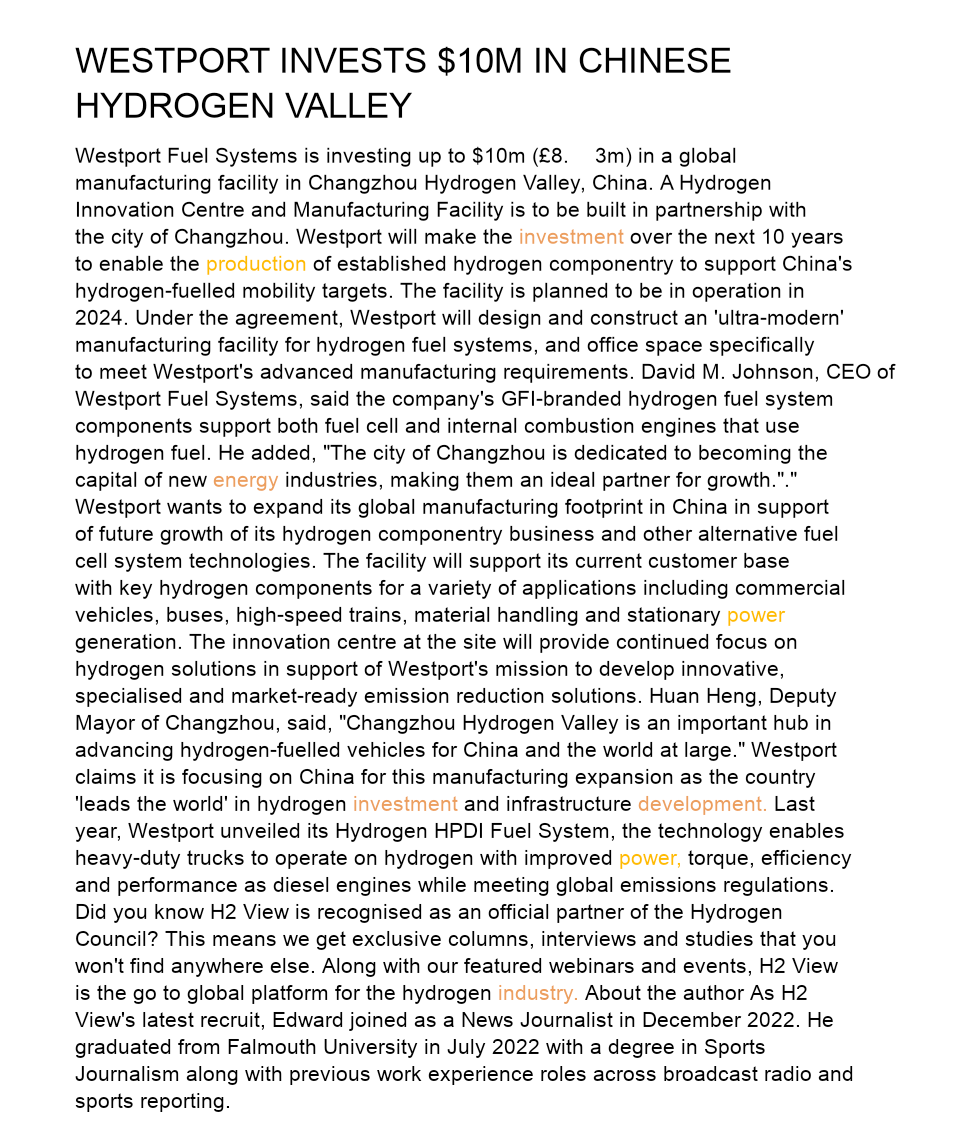 WESTPORT INVESTS $10M IN CHINESE
HYDROGEN VALLEY
Westport Fuel Systems is investing up to $10m (£8. 3m) in a global
manufacturing facility in Changzhou Hydrogen Valley, China. A Hydrogen
Innovation Centre and Manufacturing Facility is to be built in partnership with
the city of Changzhou. Westport will make the investment over the next 10 years
to enable the production of established hydrogen componentry to support China's
hydrogen-fuelled mobility targets. The facility is planned to be in operation in
2024. Under the agreement, Westport will design and construct an 'ultra-modern'
manufacturing facility for hydrogen fuel systems, and office space specifically
to meet Westport's advanced manufacturing requirements. David M. Johnson, CEO of
Westport Fuel Systems, said the company's GFI-branded hydrogen fuel system
components support both fuel cell and internal combustion engines that use
hydrogen fuel. He added, "The city of Changzhou is dedicated to becoming the
capital of new energy industries, making them an ideal partner for growth."."
Westport wants to expand its global manufacturing footprint in China in support
of future growth of its hydrogen componentry business and other alternative fuel
cell system technologies. The facility will support its current customer base
with key hydrogen components for a variety of applications including commercial
vehicles, buses, high-speed trains, material handling and stationary power
generation. The innovation centre at the site will provide continued focus on
hydrogen solutions in support of Westport's mission to develop innovative,
specialised and market-ready emission reduction solutions. Huan Heng, Deputy
Mayor of Changzhou, said, "Changzhou Hydrogen Valley is an important hub in
advancing hydrogen-fuelled vehicles for China and the world at large." Westport
claims it is focusing on China for this manufacturing expansion as the country
'leads the world' in hydrogen investment and infrastructure development. Last
year, Westport unveiled its Hydrogen HPDI Fuel System, the technology enables
heavy-duty trucks to operate on hydrogen with improved power, torque, efficiency
and performance as diesel engines while meeting global emissions regulations.
Did you know H2 View is recognised as an official partner of the Hydrogen
Council? This means we get exclusive columns, interviews and studies that you
won't find anywhere else. Along with our featured webinars and events, H2 View
is the go to global platform for the hydrogen industry. About the author As H2
View's latest recruit, Edward joined as a News Journalist in December 2022. He
graduated from Falmouth University in July 2022 with a degree in Sports
Journalism along with previous work experience roles across broadcast radio and
sports reporting.